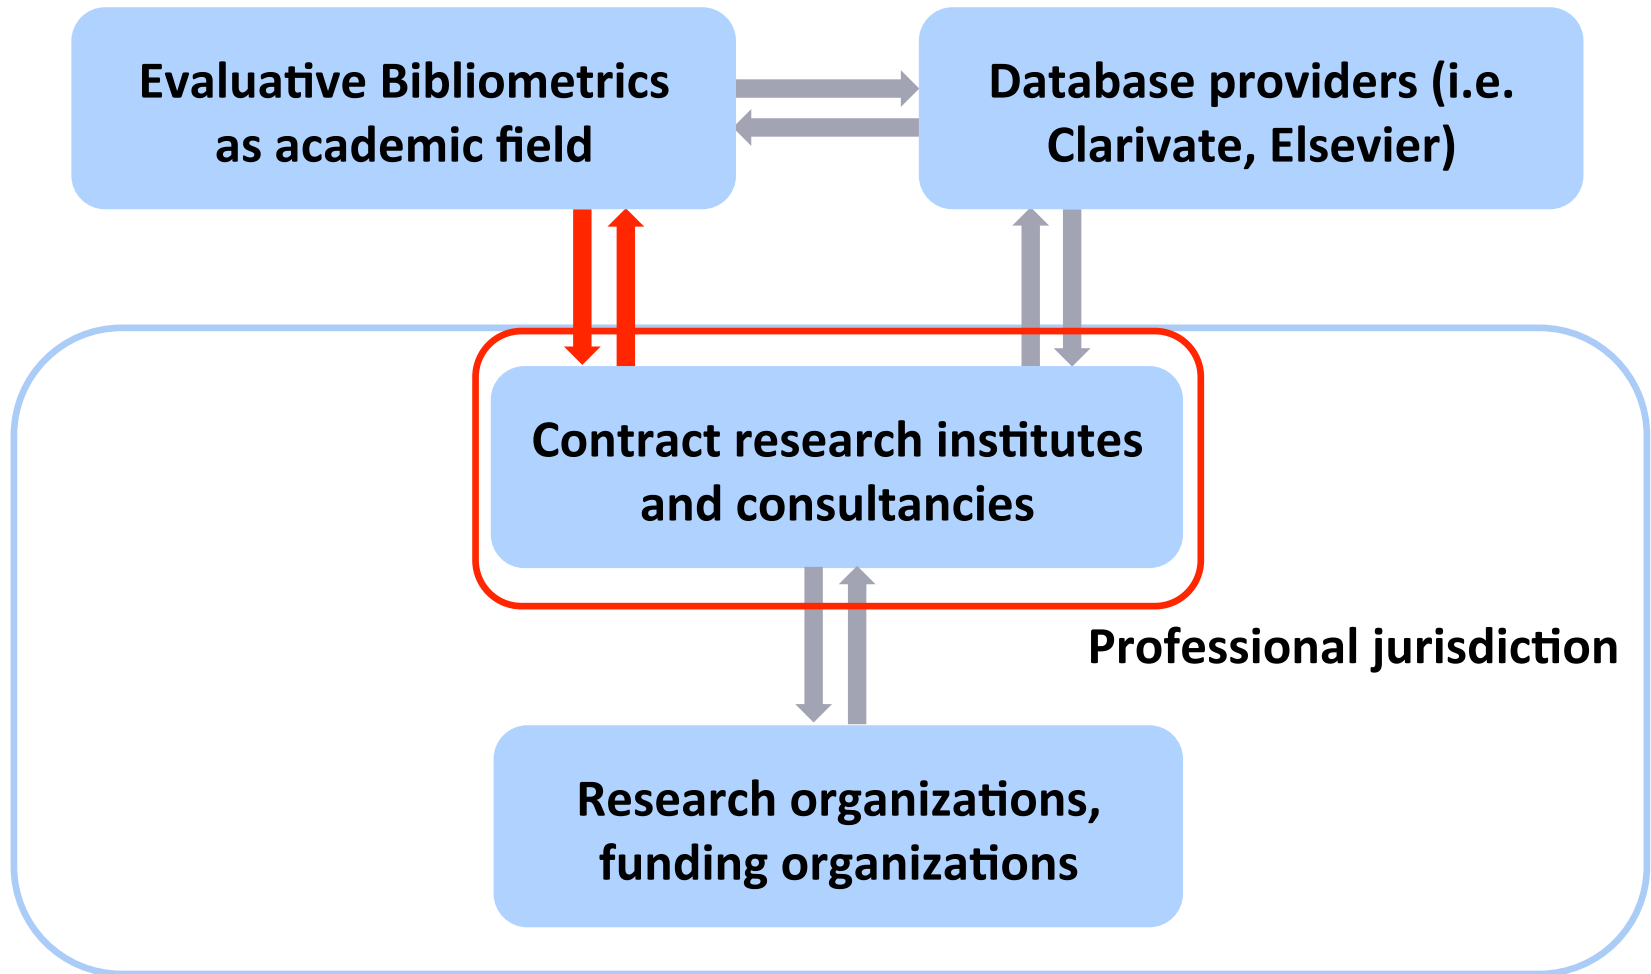 Evaluative Bibliometrics
as academic field
Database providers (i.e.
Clarivate, Elsevier)
Contract research institutes
and consultancies
Professional jurisdiction
Research organizations,
funding organizations